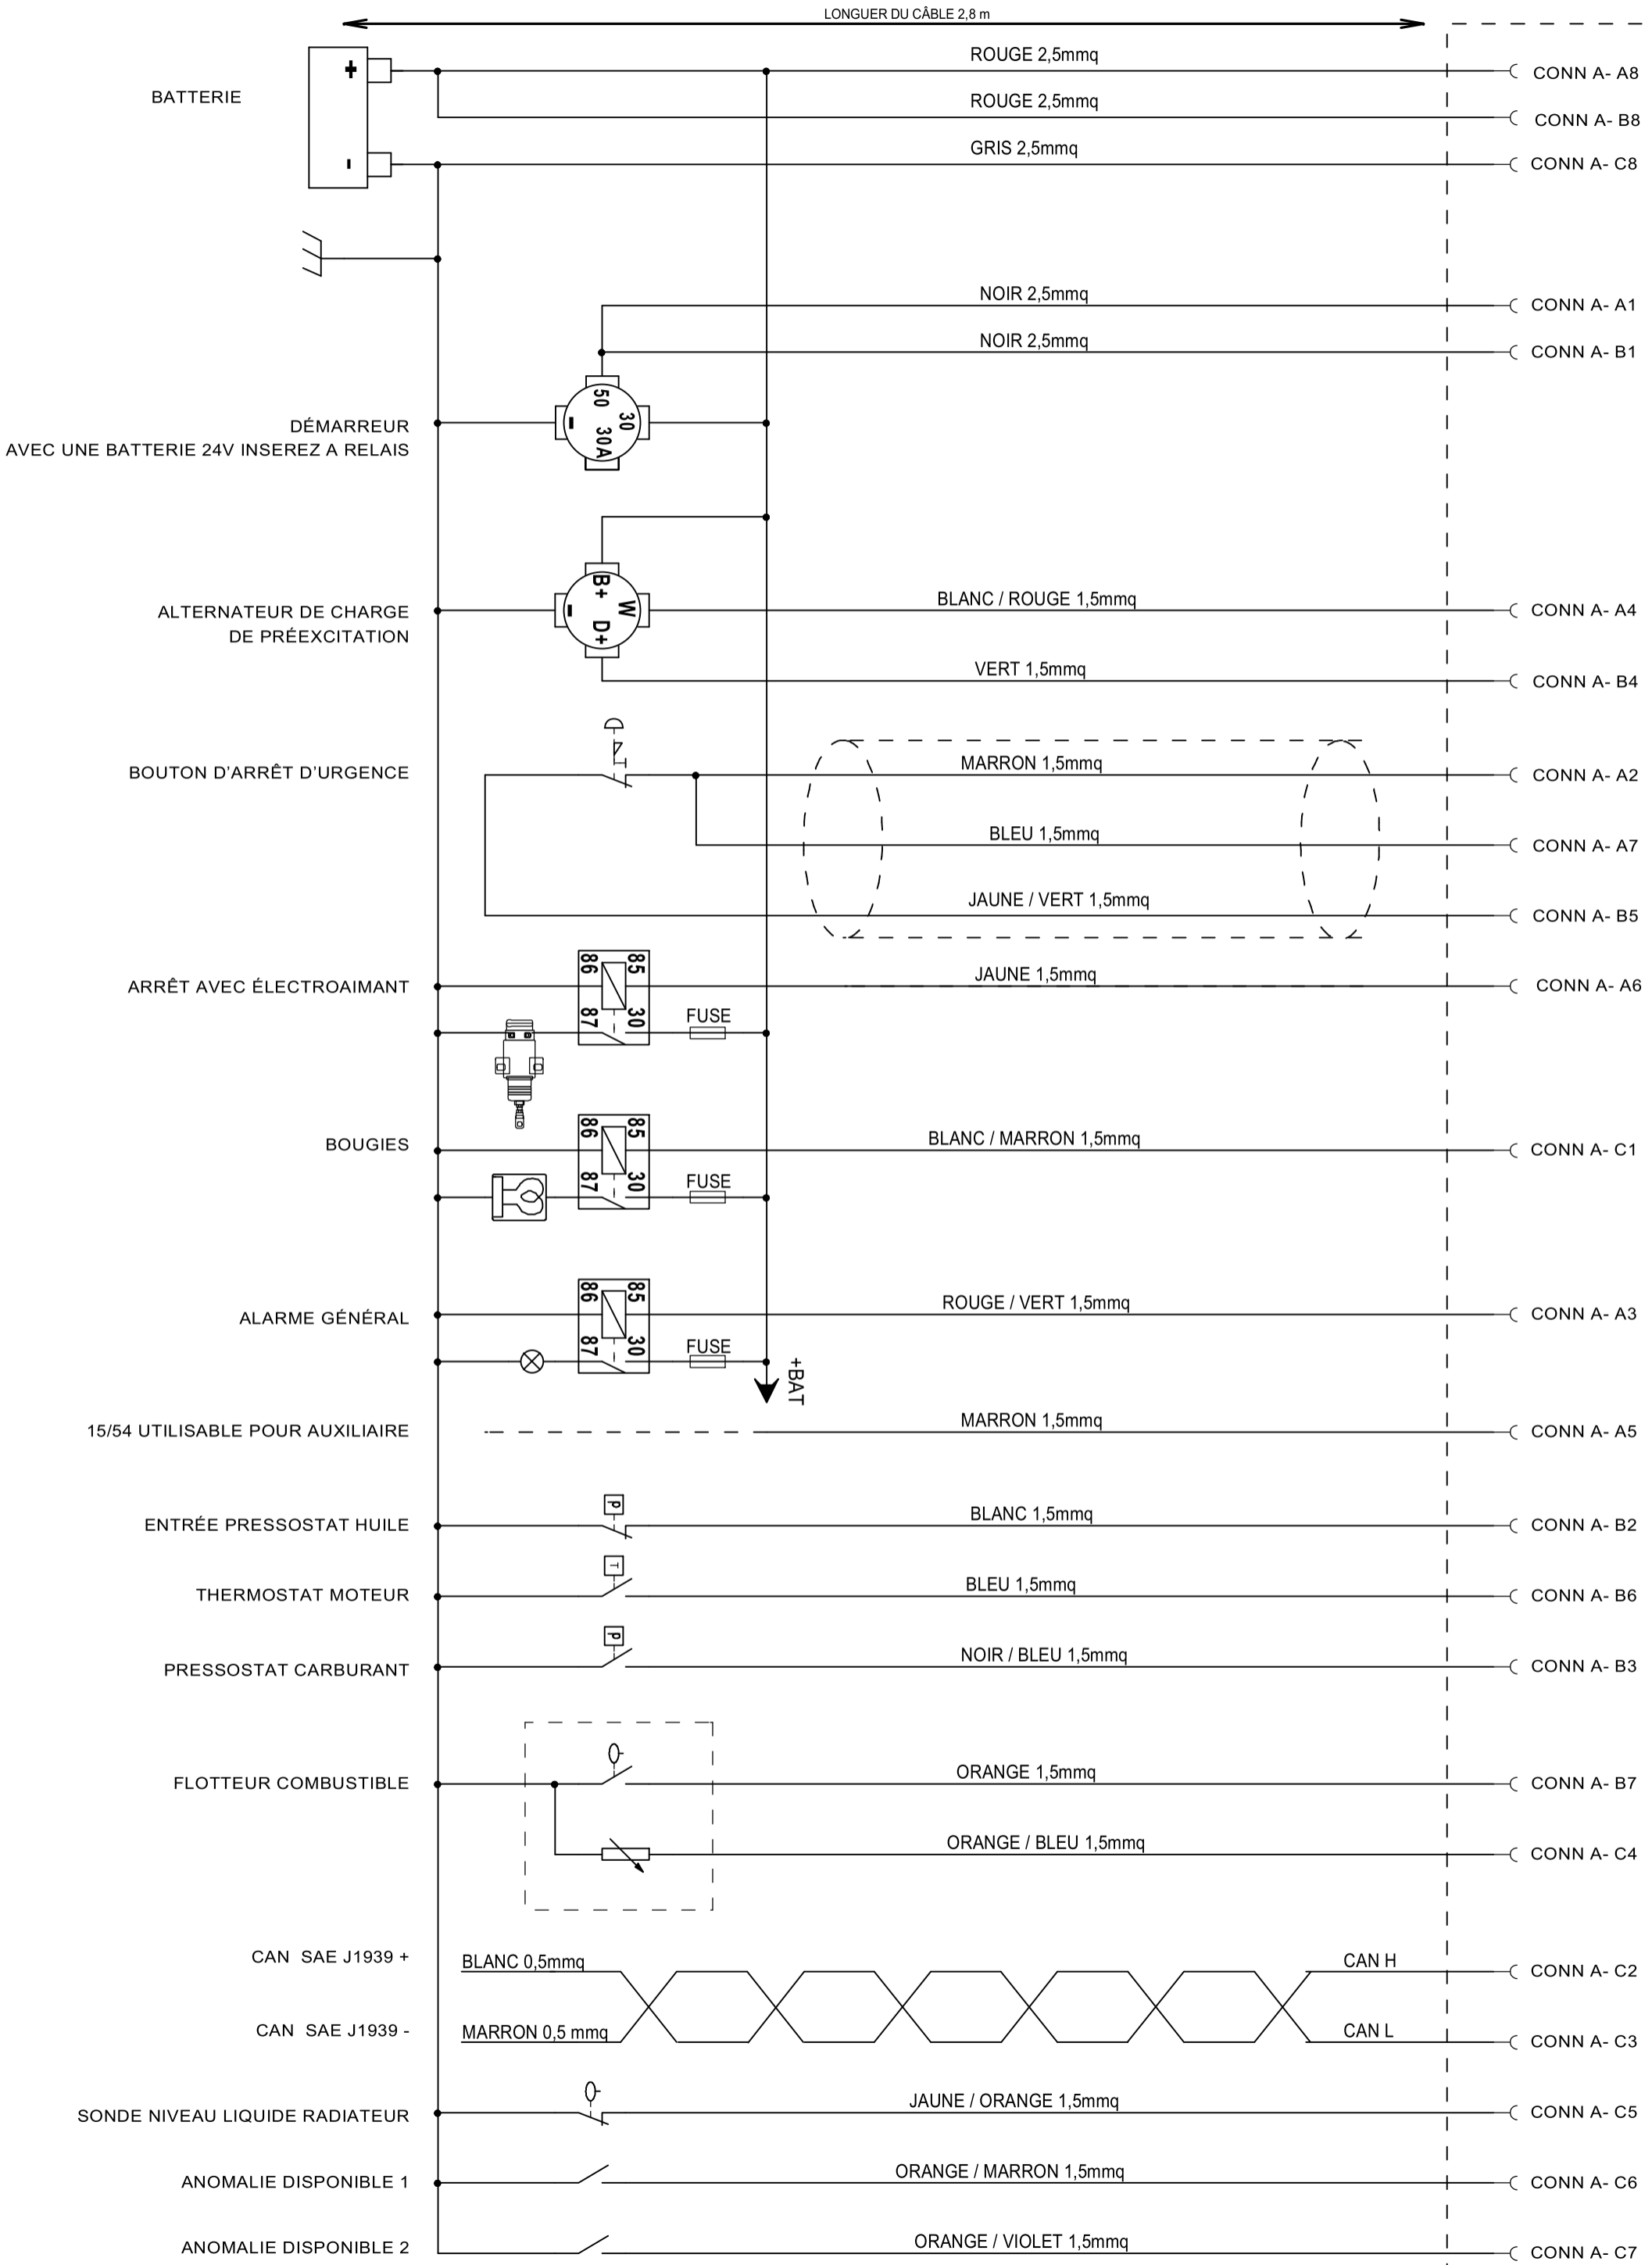 LONGUER DU CÂBLE 2,8 m
ROUGE 2,5mmq
CONN A- A8
BATTERIE
+
ROUGE 2,5mmq
CONN A- B8
-
GRIS 2,5mmq
CONN A- C8
NOIR 2,5mmq
CONN A- A1
NOIR 2,5mmq
CONN A- B1
DÉMARREUR
AVEC UNE BATTERIE 24V INSEREZ A RELAIS
50
30
30A
-
ALTERNATEUR DE CHARGE
DE PRÉEXCITATION
B+
W
D+
-
BLANC / ROUGE 1,5mmq
CONN A- A4
VERT 1,5mmq
CONN A- B4
BOUTON D'ARRÊT D'URGENCE
MARRON 1,5mmq
CONN A- A2
BLEU 1,5mmq
CONN A- A7
JAUNE / VERT 1,5mmq
CONN A- B5
ARRÊT AVEC ÉLECTROAIMANT
86
85
87
30
FUSE
JAUNE 1,5mmq
CONN A- A6
BOUGIES
86
85
87
30
FUSE
BLANC / MARRON 1,5mmq
CONN A- C1
ALARME GÉNÉRAL
86
85
87
30
FUSE
ROUGE / VERT 1,5mmq
CONN A- A3
+BAT
15/54 UTILISABLE POUR AUXILIAIRE
MARRON 1,5mmq
CONN A- A5
ENTRÉE PRESSOSTAT HUILE
P
BLANC 1,5mmq
CONN A- B2
THERMOSTAT MOTEUR
T
BLEU 1,5mmq
CONN A- B6
PRESSOSTAT CARBURANT
P
NOIR / BLEU 1,5mmq
CONN A- B3
FLOTTEUR COMBUSTIBLE
ORANGE 1,5mmq
CONN A- B7
ORANGE / BLEU 1,5mmq
CONN A- C4
CAN SAE J1939 +
BLANC 0,5mmq
CAN H
CONN A- C2
CAN SAE J1939 -
MARRON 0,5 mmq
CAN L
CONN A- C3
SONDE NIVEAU LIQUIDE RADIATEUR
JAUNE / ORANGE 1,5mmq
CONN A- C5
ANOMALIE DISPONIBLE 1
ORANGE / MARRON 1,5mmq
CONN A- C6
ANOMALIE DISPONIBLE 2
ORANGE / VIOLET 1,5mmq
CONN A- C7